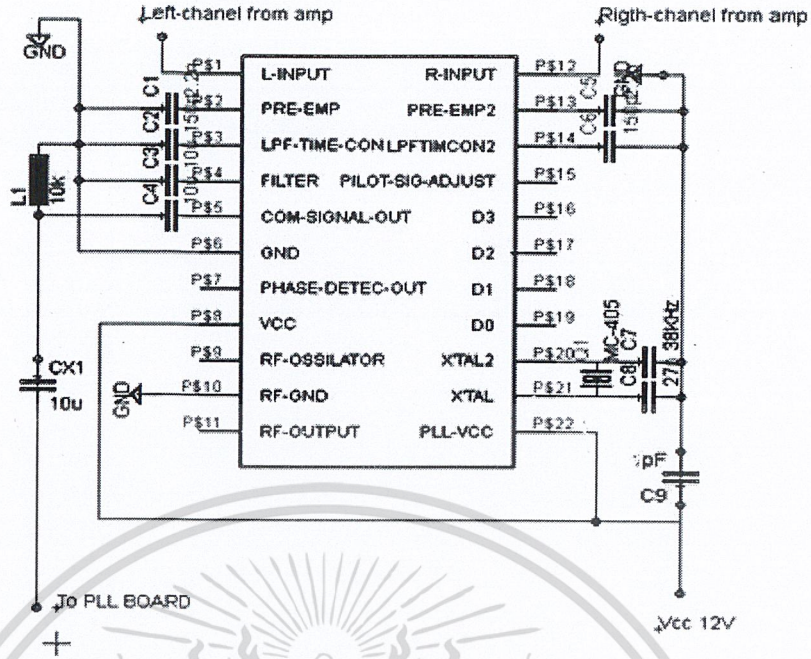 Left-chanel from amp
Rigth-chanel from amp
GND
GND
P$1 L-INPUT R-INPUT P$12
C1
C5
P$2 PRE-EMP PRE-EMP2 P$13
C2
C6
P$3 LPF-TIME-CON LPFTIMCON2 P$14
C3
P$4 FILTER PILOT-SIG-ADJUST P$15
C4
L1
10k
P$5 COM-SIGNAL-OUT D3 P$16
P$6 GND D2 P$17
P$7 PHASE-DETEC-OUT D1 P$18
P$8 VCC D0 P$19
MC-405
38KHz
P$9 RF-OSSILATOR XTAL2 P$20
Q1
C7
C8
27
CX1
10u
GND
P$10 RF-GND XTAL P$21
P$11 RF-OUTPUT PLL-VCC P$22
1pF
C9
To PLL BOARD
Vcc 12V